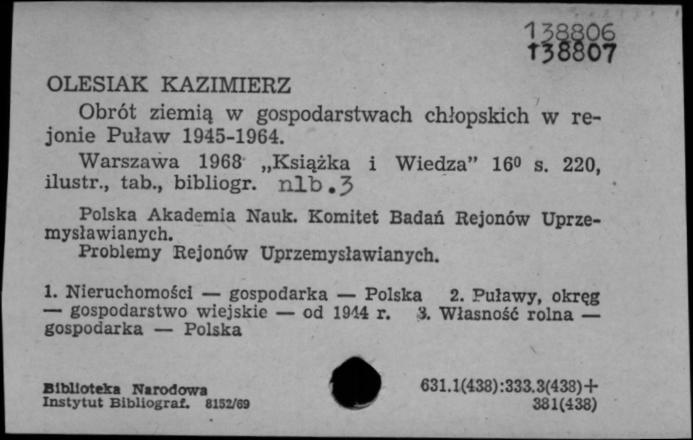 138806
138807
OLESIAK KAZIMIERZ
Obrót ziemią w gospodarstwach chłopskich w re-
jonie Puław 1945-1964.
Warszawa 1968 „Książka i Wiedza” 16⁰ s. 220,
ilustr., tab., bibliogr. nlb.3
Polska Akademia Nauk. Komitet Badań Rejonów Uprze-
mysławianych.
Problemy Rejonów Uprzemysławianych.
1. Nieruchomości — gospodarka — Polska 2. Puławy, okręg
— gospodarstwo wiejskie — od 1944 r. 3. Własność rolna —
gospodarka — Polska
Biblioteka Narodowa
Instytut Bibliograf. 8152/69
631.1(438):333.3(438)+
381(438)